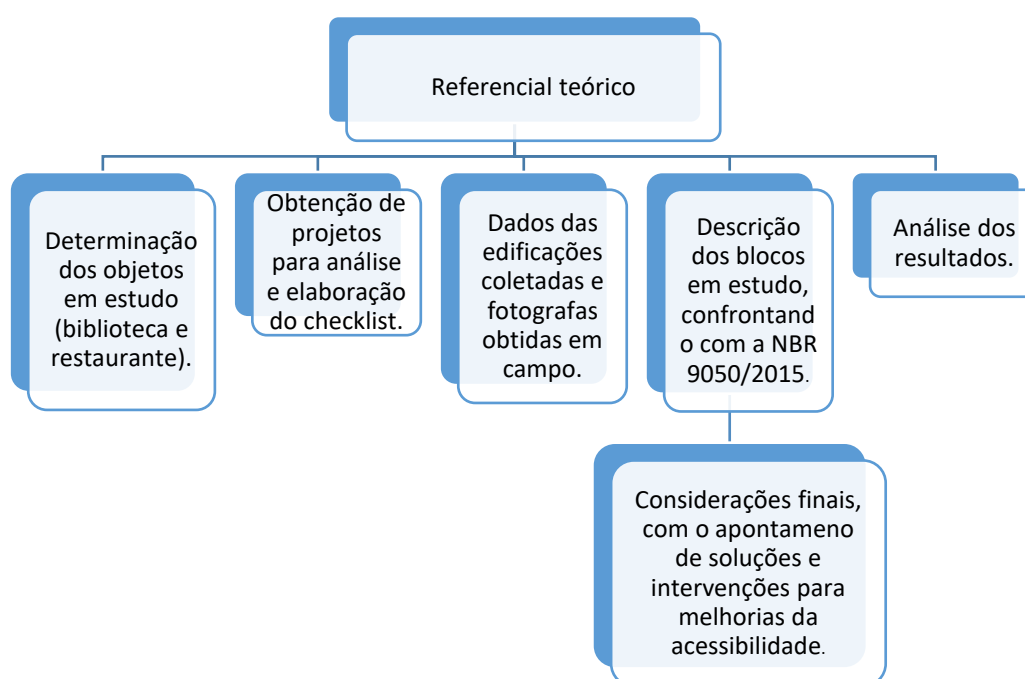 Referencial teórico
Determinação
dos objetos
em estudo
(biblioteca e
restaurante).
Obtenção de
projetos
para análise
e elaboração
do checklist.
Dados das
edificações
coletadas e
fotografas
obtidas em
campo.
Descrição
dos blocos
em estudo,
confrontand
o com a NBR
9050/2015.
Análise dos
resultados.
Considerações finais,
com o apontameno
de soluções e
intervenções para
melhorias da
acessibilidade.